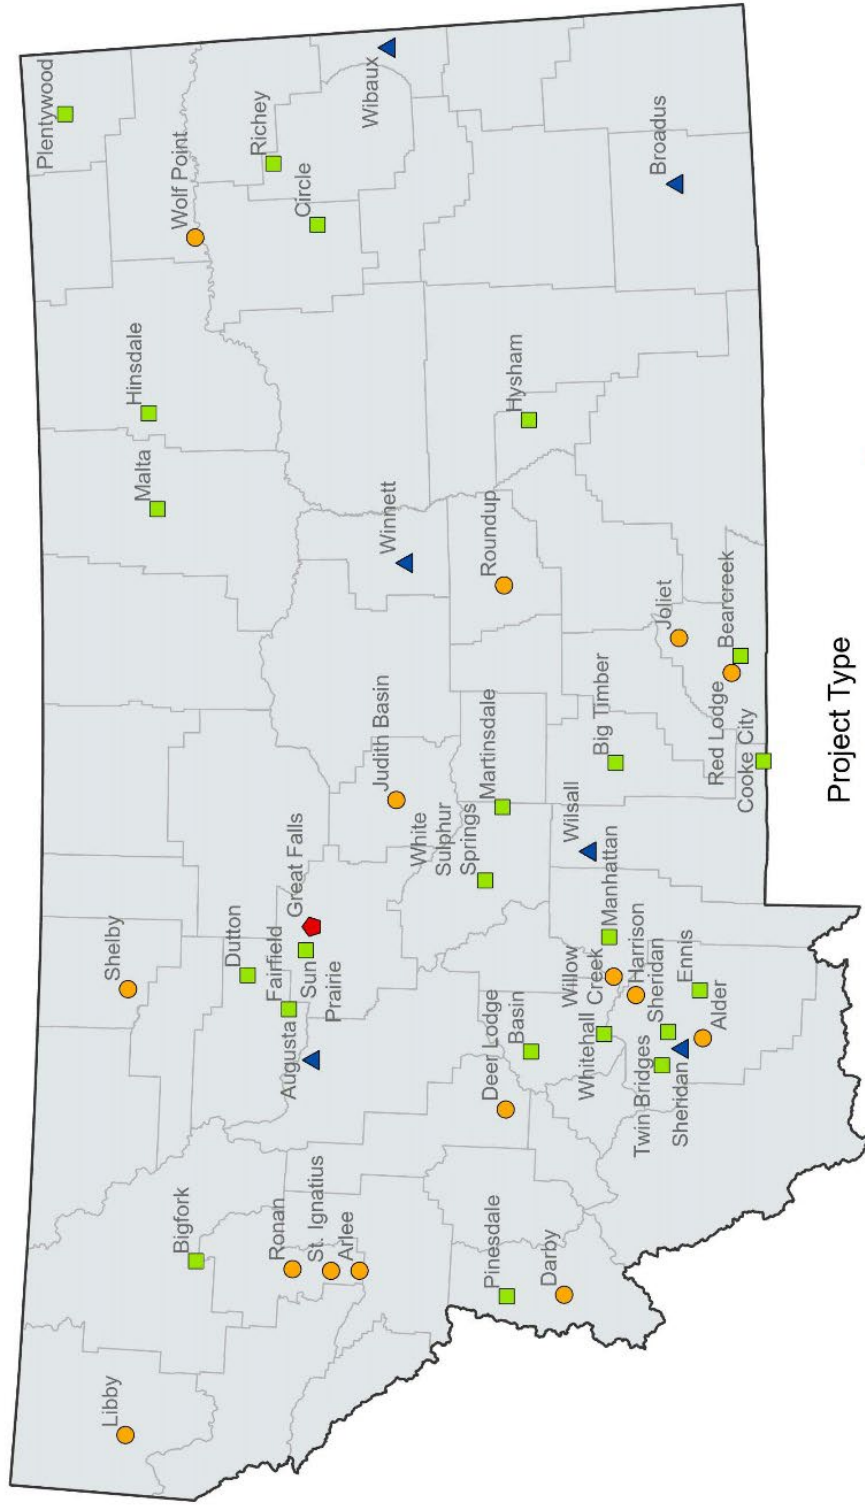 Plentywood
Libby
Shelby
Hinsdale
Malta
Wolf Point
Bigfork
Dutton
Richey
Circle
Ronan
St. Ignatius
Arlee
Fairfield
Great Falls
Augusta
Sun
Prairie
Wibaux
Judith Basin
Winnett
White
Sulphur
Springs
Martinsdale
Roundup
Hysham
Pinesdale
Deer Lodge
Basin
Darby
Willow
Creek
Wilsall
Big Timber
Manhattan
Whitehall
Harrison
Sheridan
Twin Bridges
Sheridan
Ennis
Alder
Joliet
Broadus
Red Lodge
Bearcreek
Cooke City
Project Type